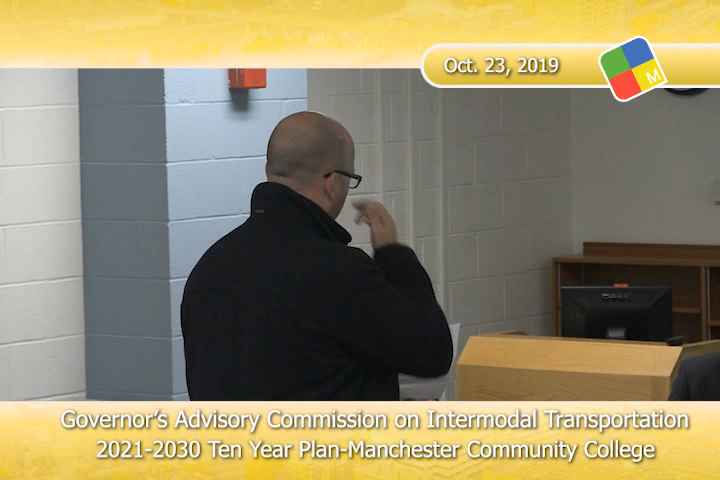 Oct. 23, 2019
M
Governor's Advisory Commission on Intermodal Transportation
2021-2030 Ten Year Plan-Manchester Community College